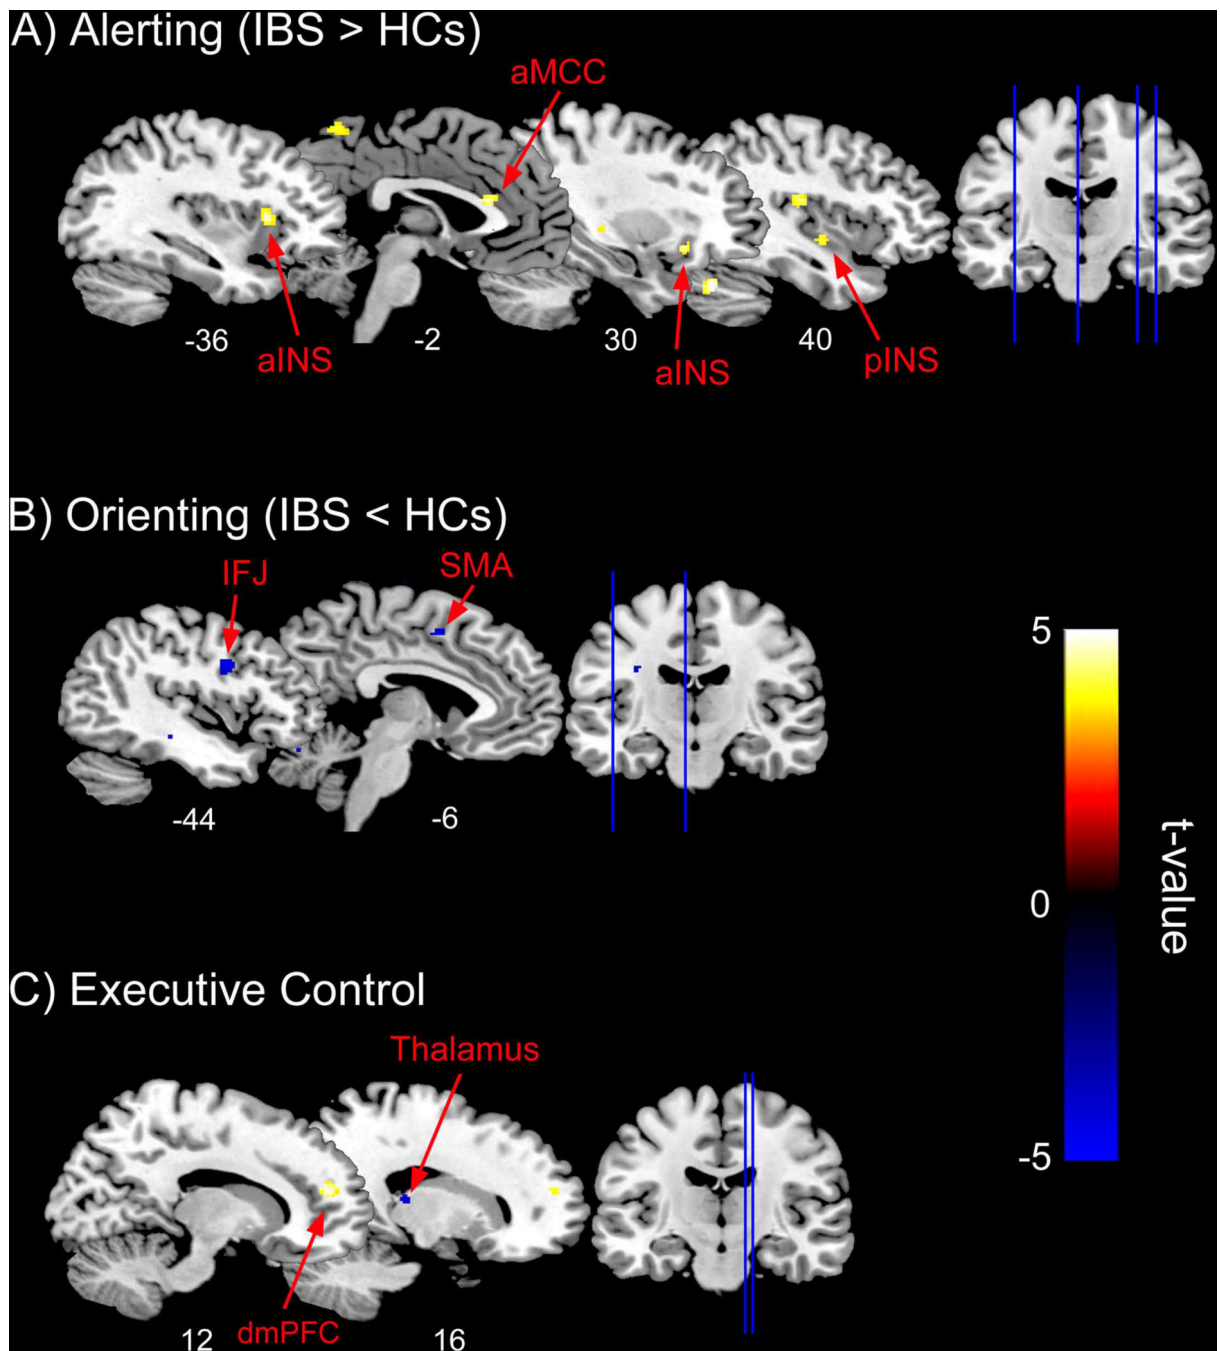 A) Alerting (IBS > HCs)
aMCC
-36
-2
30
40
aINS
aINS
pINS
B) Orienting (IBS < HCs)
IFJ
SMA
-44
-6
5
0
-5
t-value
C) Executive Control
Thalamus
dmPFC
12
16